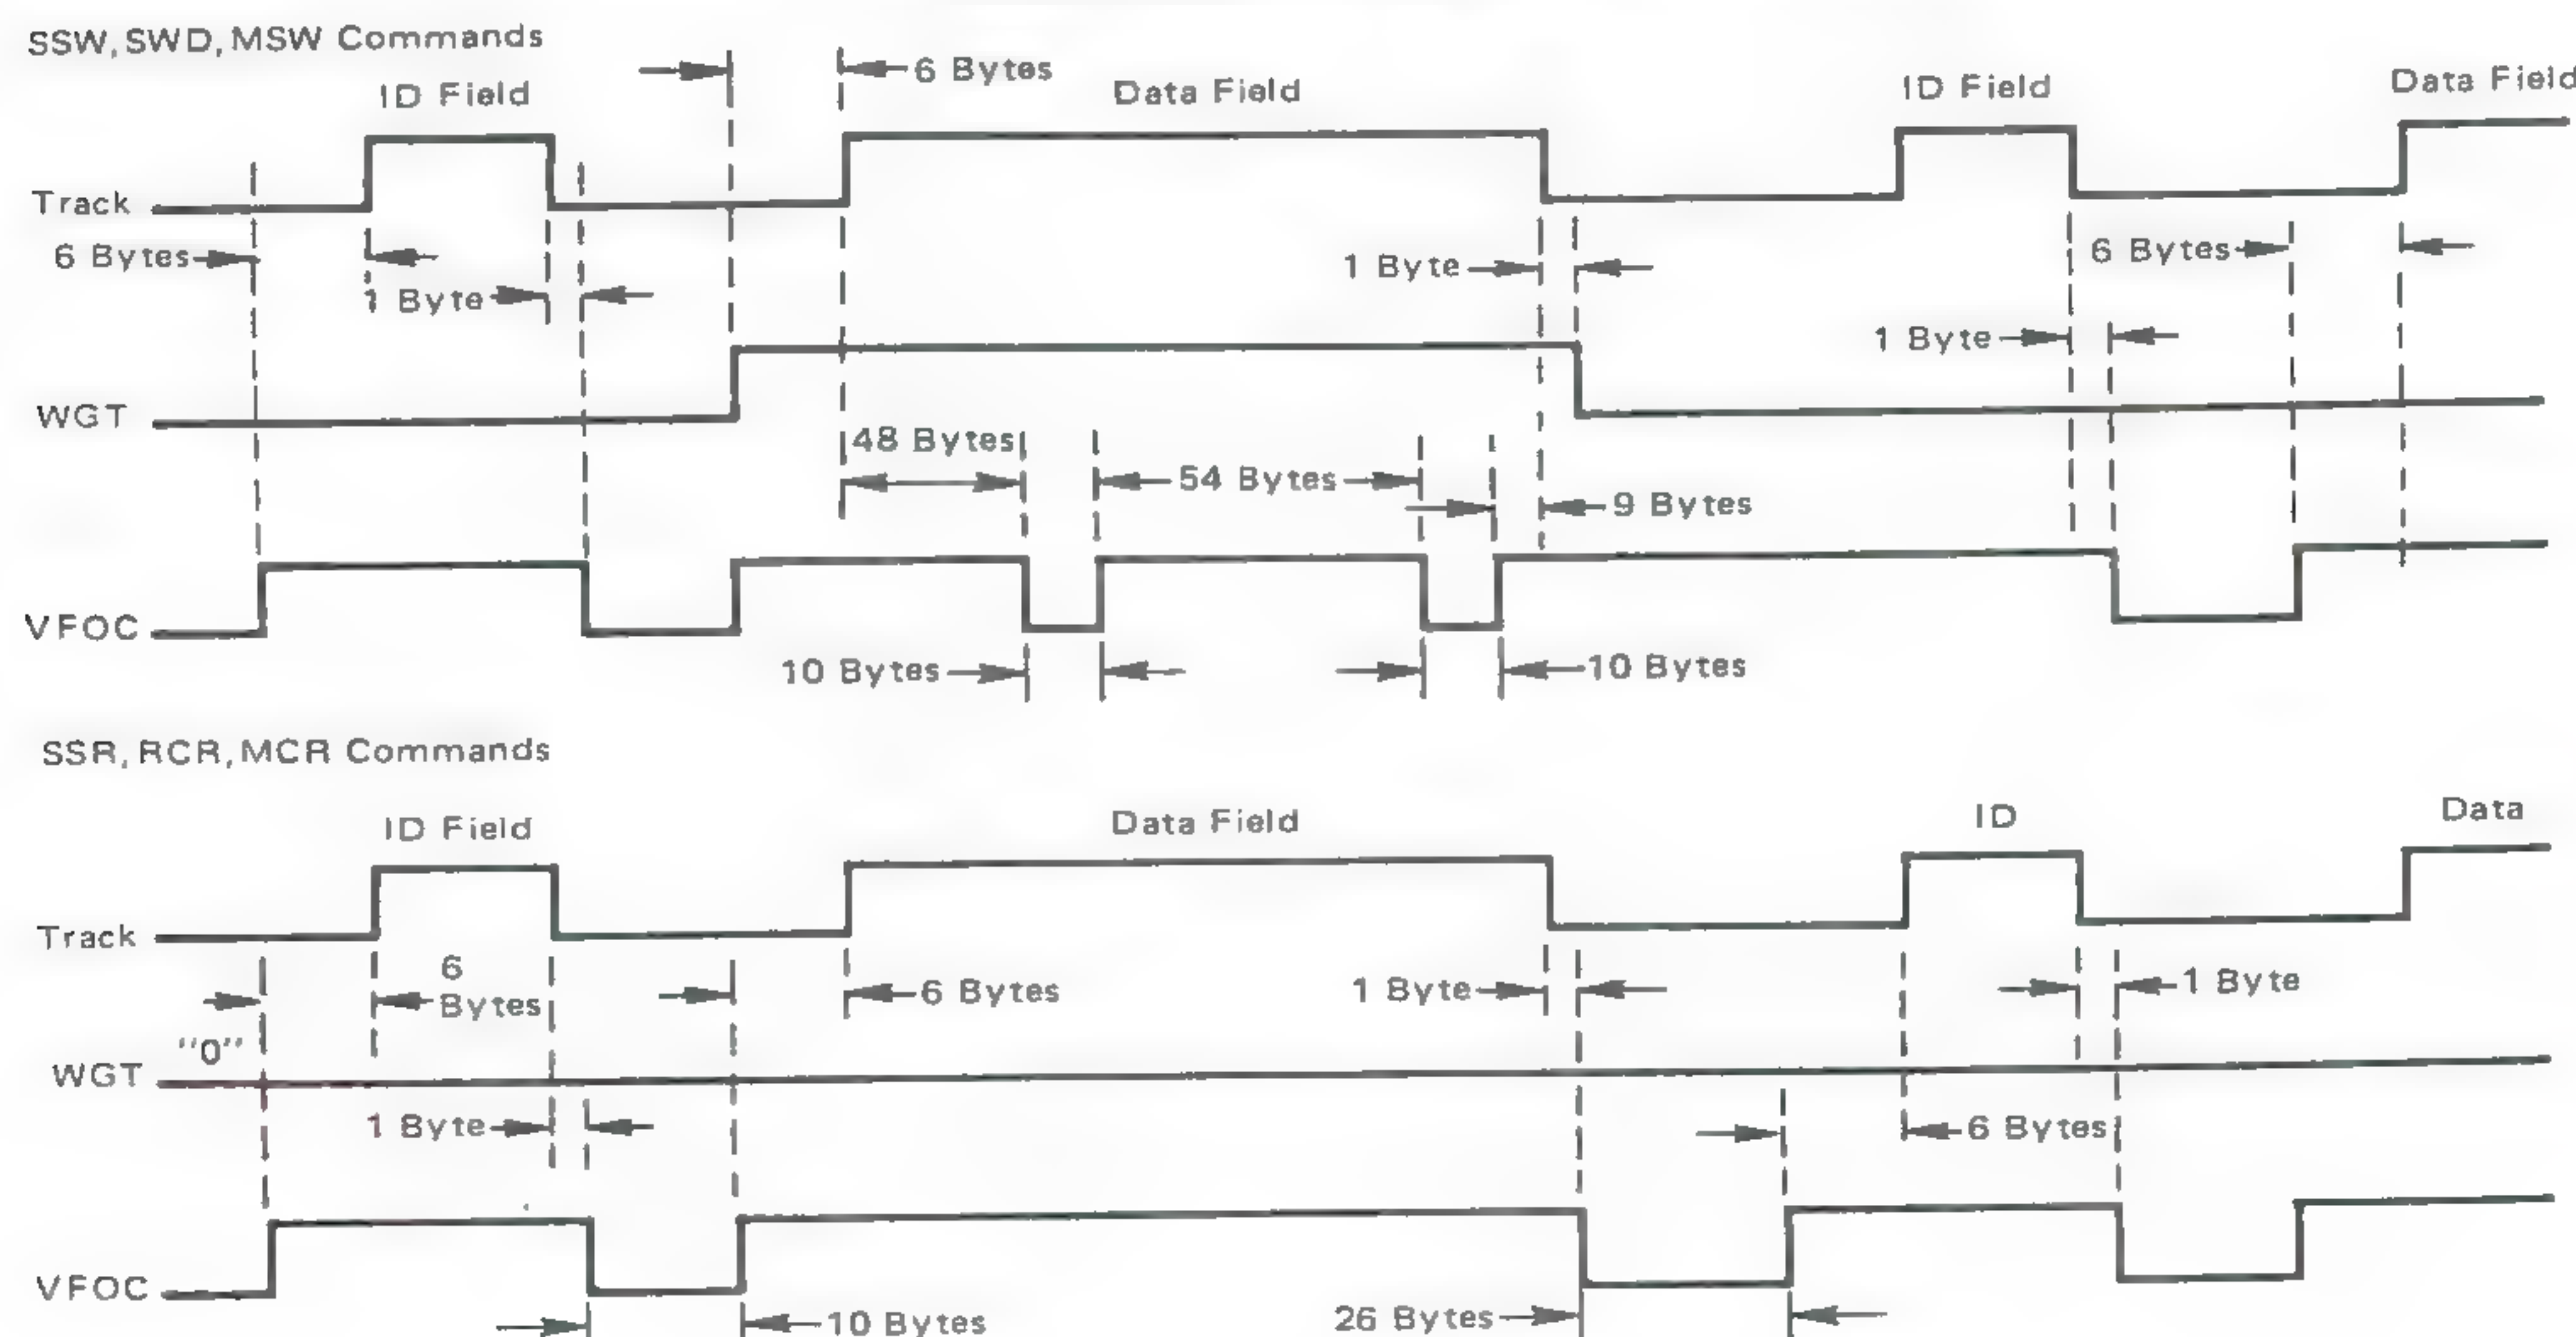 SSW, SWD, MSW Commands
6 Bytes
ID Field
Data Field
ID Field
Data Field
Track
6 Bytes
1 Byte
1 Byte
6 Bytes
1 Byte
WGT
48 Bytes
54 Bytes
9 Bytes
VFOC
10 Bytes
10 Bytes
SSR, RCR, MCR Commands
ID Field
Data Field
ID
Data
Track
6
Bytes
6 Bytes
1 Byte
1 Byte
"0"
WGT
1 Byte
6 Bytes
VFOC
10 Bytes
26 Bytes